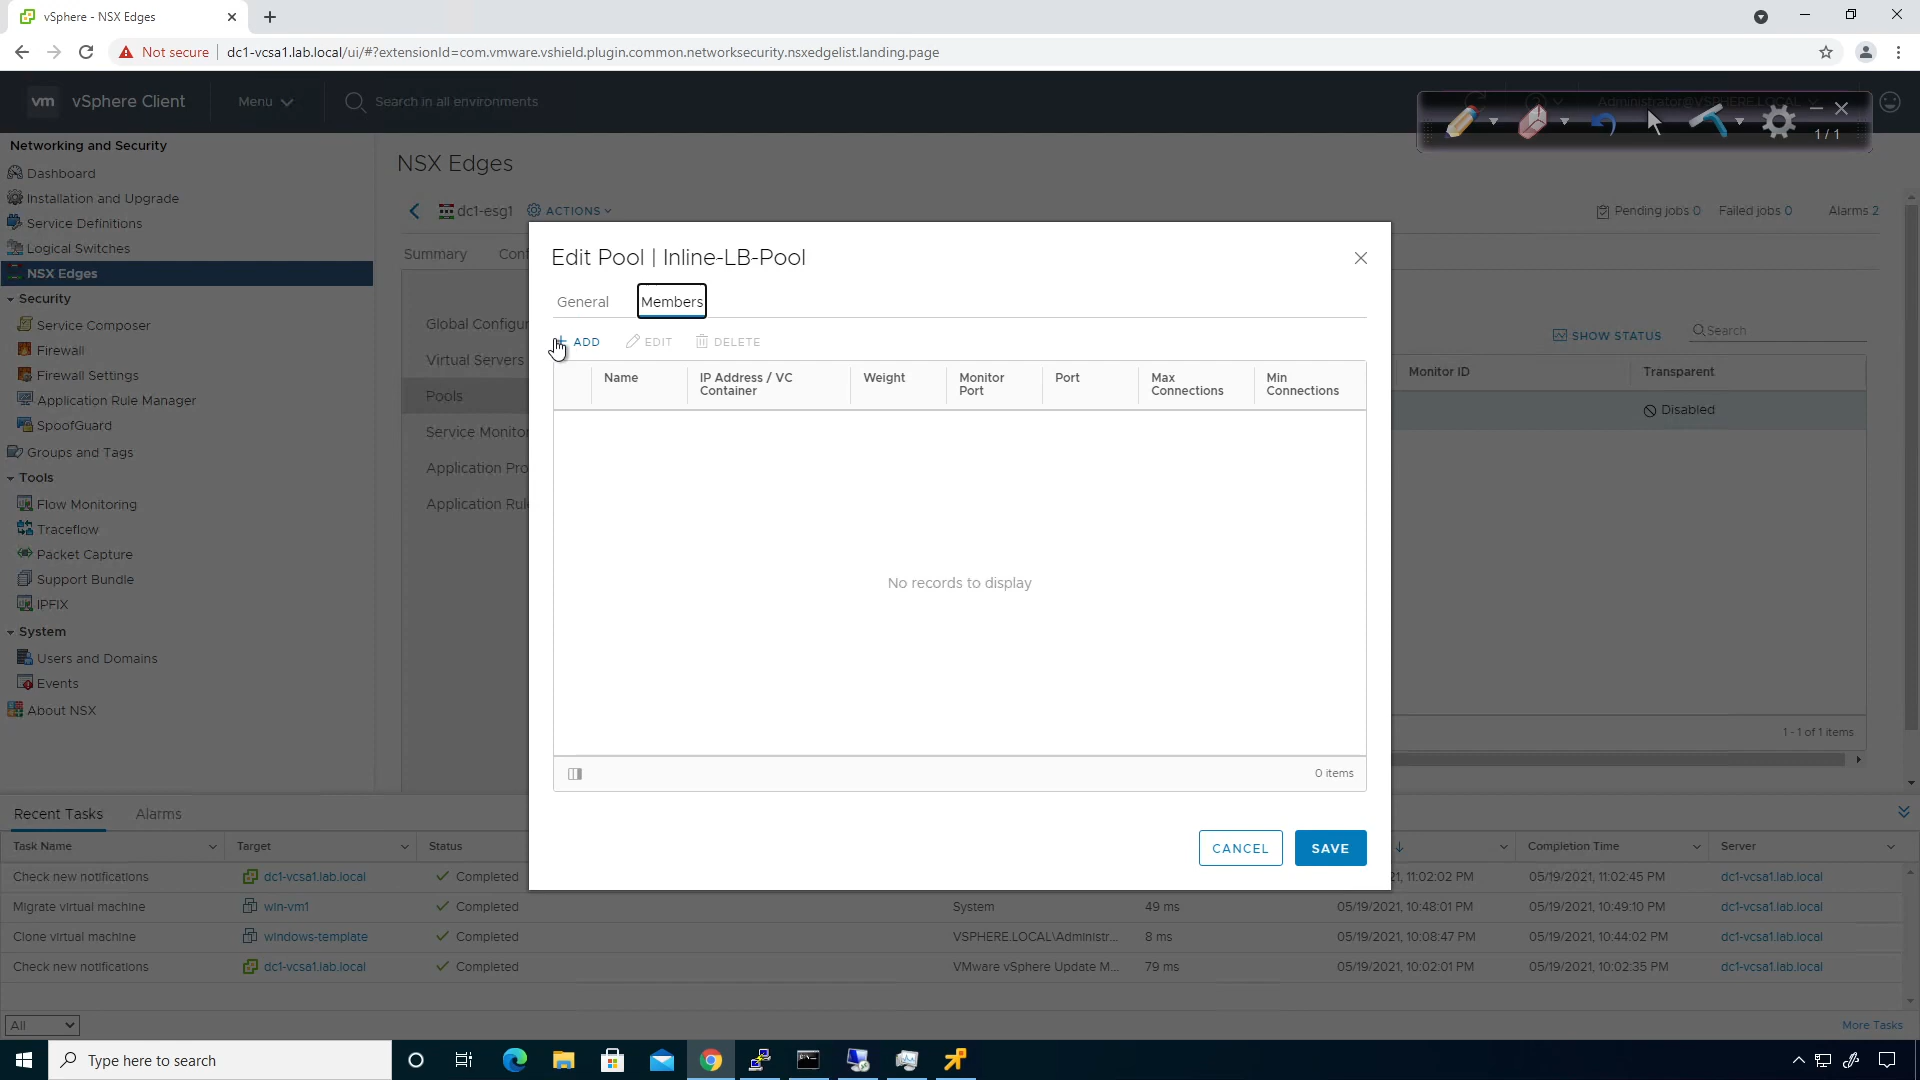 vSphere - NSX Edges
Not secure
dc1-vcsa1.lab.local/ui/#?extensionId=com.vmware.vshield.plugin.common.networksecurity.nsxedgelist.landing.page
vm vSphere Client Menu Search in all environments
Administrator@VSPHERE.LOCAL
1 / 1
Networking and Security
Dashboard
Installation and Upgrade
Service Definitions
Logical Switches
NSX Edges
Security
Service Composer
Firewall
Firewall Settings
Application Rule Manager
SpoofGuard
Groups and Tags
Tools
Flow Monitoring
Traceflow
Packet Capture
Support Bundle
IPFIX
System
Users and Domains
Events
About NSX
NSX Edges
dc1-esg1 ACTIONS
Pending jobs 0 Failed jobs 0 Alarms 2
Summary
Global Configu
Virtual Servers
Pools
Service Monito
Application Pro
Application Rul
SHOW STATUS Search
Monitor ID Transparent
Disabled
1 - 1 of 1 items
Edit Pool | Inline-LB-Pool
General Members
ADD EDIT DELETE
Name IP Address / VC Container Weight Monitor Port Port Max Connections Min Connections
No records to display
0 items
CANCEL SAVE
Recent Tasks Alarms
Task Name Target Status Completion Time Server
Check new notifications dc1-vcsa1.lab.local Completed 21, 11:02:02 PM 05/19/2021, 11:02:45 PM dc1-vcsa1.lab.local
Migrate virtual machine win-vm1 Completed System 49 ms 05/19/2021, 10:48:01 PM 05/19/2021, 10:49:10 PM dc1-vcsa1.lab.local
Clone virtual machine windows-template Completed VSPHERE.LOCAL\Administr... 8 ms 05/19/2021, 10:08:47 PM 05/19/2021, 10:44:02 PM dc1-vcsa1.lab.local
Check new notifications dc1-vcsa1.lab.local Completed VMware vSphere Update M... 79 ms 05/19/2021, 10:02:01 PM 05/19/2021, 10:02:35 PM dc1-vcsa1.lab.local
All
More Tasks
Type here to search